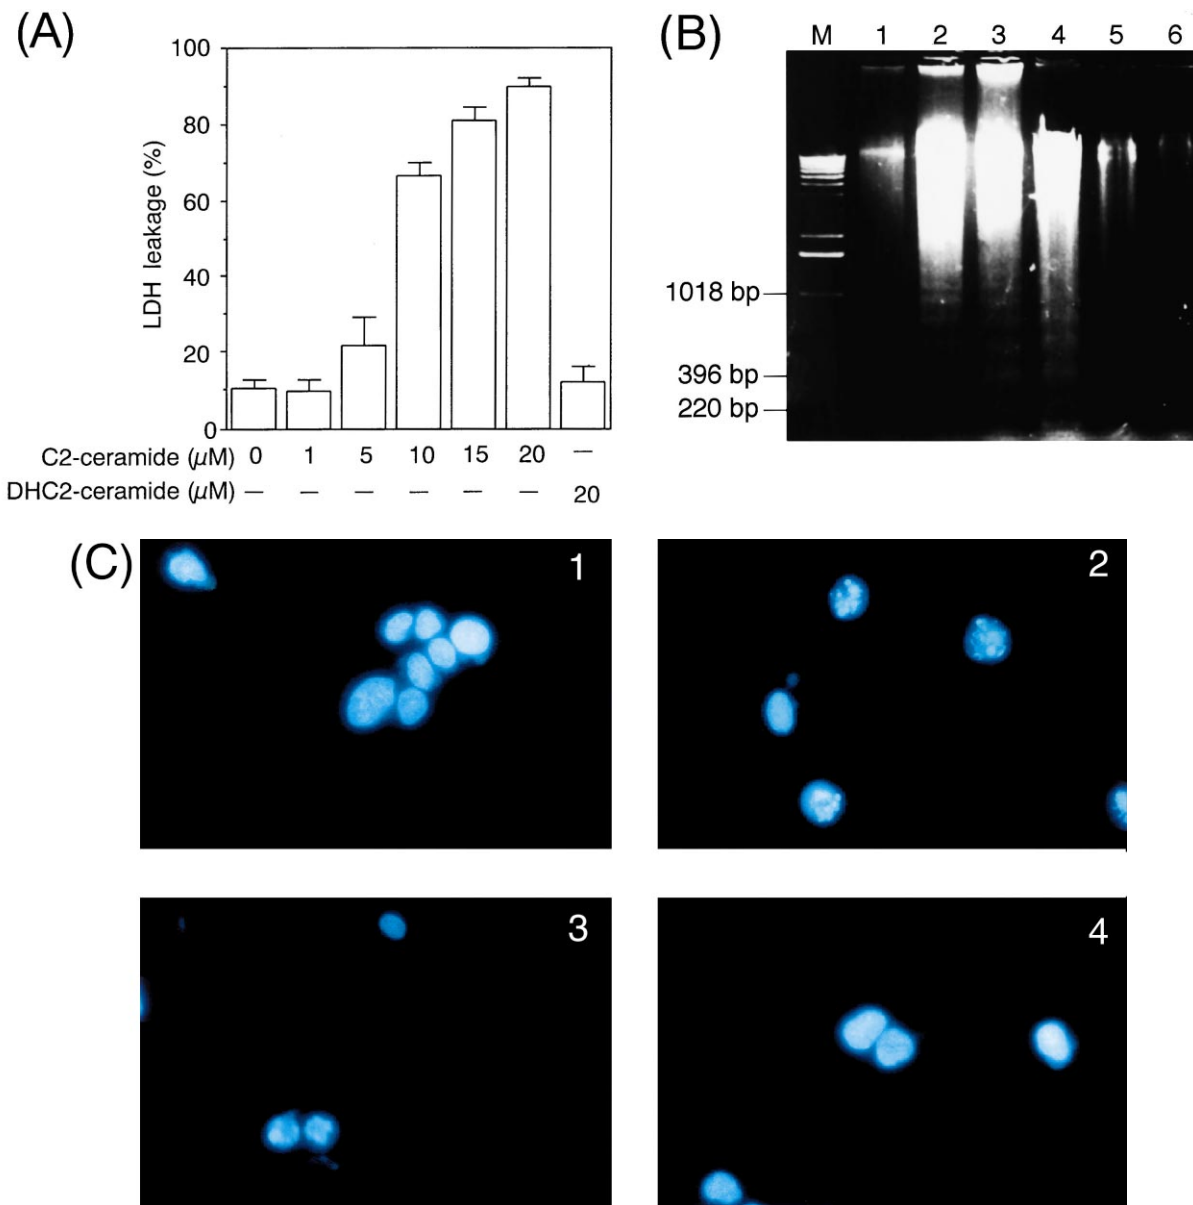 (A)
100
80
60
40
20
0
LDH leakage (%)
C2-ceramide (μM) 0 1 5 10 15 20 —
DHC2-ceramide (μM) — — — — — — 20
(B)
M 1 2 3 4 5 6
1018 bp
396 bp
220 bp
(C)
1
2
3
4